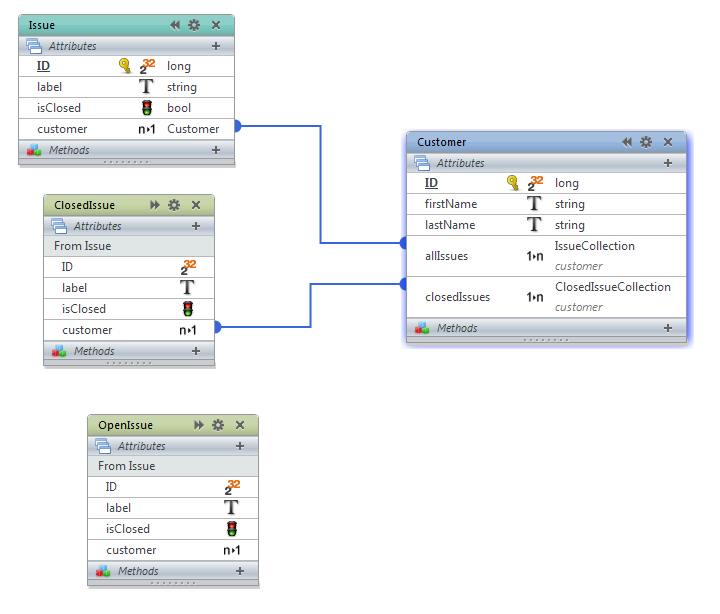 Issue
Attributes
ID 2 32 long
label T string
isClosed bool
customer n▸1 Customer
Methods
ClosedIssue
Attributes
From Issue
ID 2 32
label T
isClosed
customer n▸1
Methods
Customer
Attributes
ID 2 32 long
firstName T string
lastName T string
allIssues 1▸n IssueCollection
customer
closedIssues 1▸n ClosedIssueCollection
customer
Methods
OpenIssue
Attributes
From Issue
ID 2 32
label T
isClosed
customer n▸1
Methods